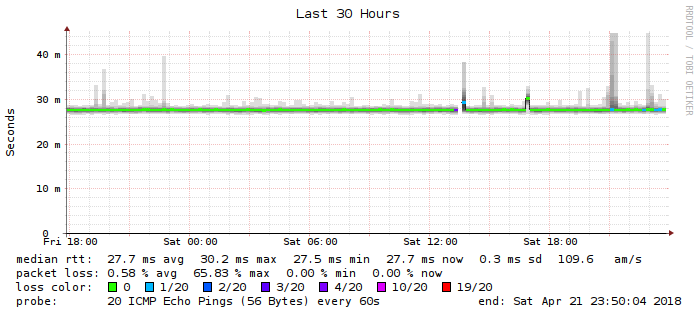 Last 30 Hours
RRDTOOL / TOBI OETIKER
Seconds
40 m
30 m
20 m
10 m
0
Fri 18:00 Sat 00:00 Sat 06:00 Sat 12:00 Sat 18:00
median rtt: 27.7 ms avg 30.2 ms max 27.5 ms min 27.7 ms now 0.3 ms sd 109.6 am/s
packet loss: 0.58 % avg 65.83 % max 0.00 % min 0.00 % now
loss color: 0 1/20 2/20 3/20 4/20 10/20 19/20
probe: 20 ICMP Echo Pings (56 Bytes) every 60s end: Sat Apr 21 23:50:04 2018